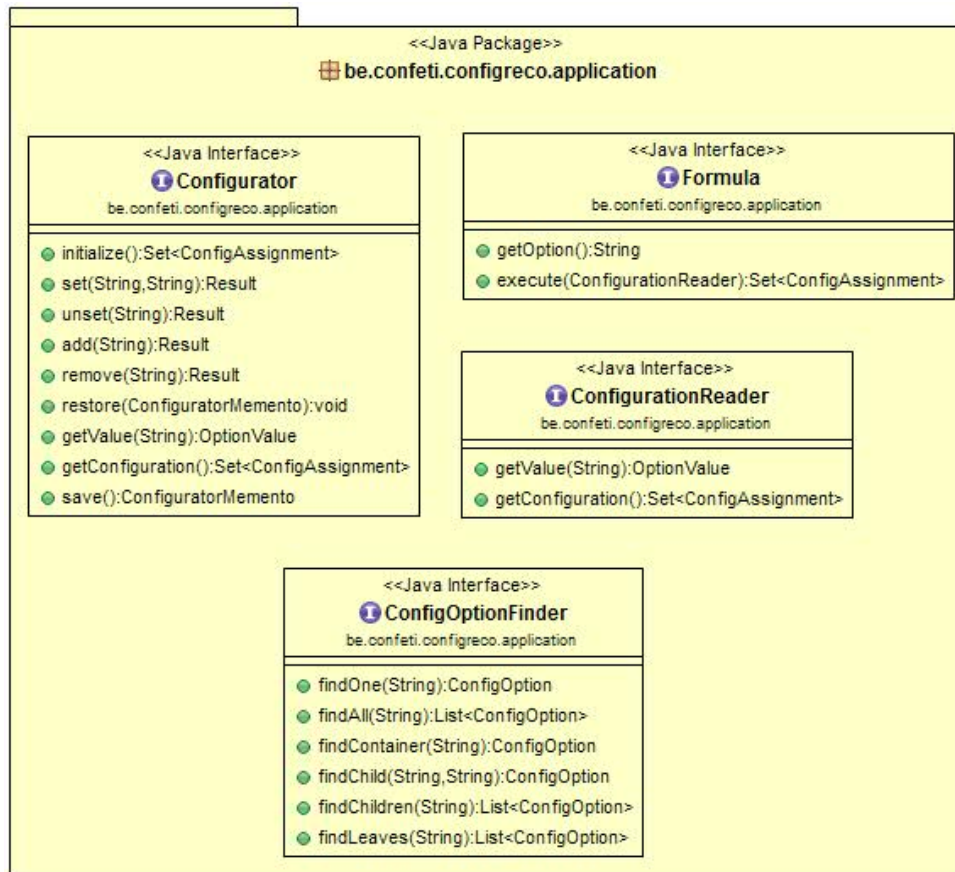 <<Java Package>>
be.confeti.configreco.application
<<Java Interface>>
Configurator
be.confeti.configreco.application
initialize():Set<ConfigAssignment>
set(String,String):Result
unset(String):Result
add(String):Result
remove(String):Result
restore(ConfiguratorMemento):void
getValue(String):OptionValue
getConfiguration():Set<ConfigAssignment>
save():ConfiguratorMemento
<<Java Interface>>
Formula
be.confeti.configreco.application
getOption():String
execute(ConfigurationReader):Set<ConfigAssignment>
<<Java Interface>>
ConfigurationReader
be.confeti.configreco.application
getValue(String):OptionValue
getConfiguration():Set<ConfigAssignment>
<<Java Interface>>
ConfigOptionFinder
be.confeti.configreco.application
findOne(String):ConfigOption
findAll(String):List<ConfigOption>
findContainer(String):ConfigOption
findChild(String,String):ConfigOption
findChildren(String):List<ConfigOption>
findLeaves(String):List<ConfigOption>